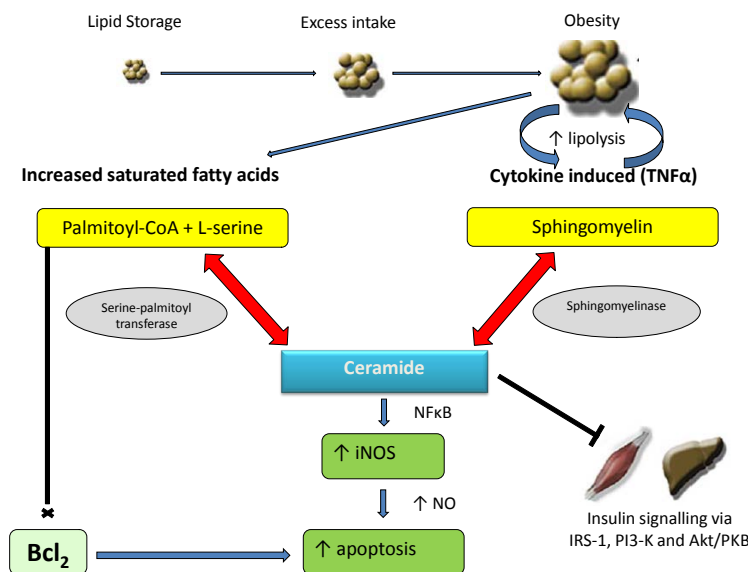 Lipid Storage
Excess intake
Obesity
↑ lipolysis
Increased saturated fatty acids
Cytokine induced (TNFα)
Palmitoyl-CoA + L-serine
Sphingomyelin
Serine-palmitoyl
transferase
Sphingomyelinase
Ceramide
NFκB
↑ iNOS
↑ NO
Insulin signalling via
IRS-1, PI3-K and Akt/PKB
Bcl₂
↑ apoptosis